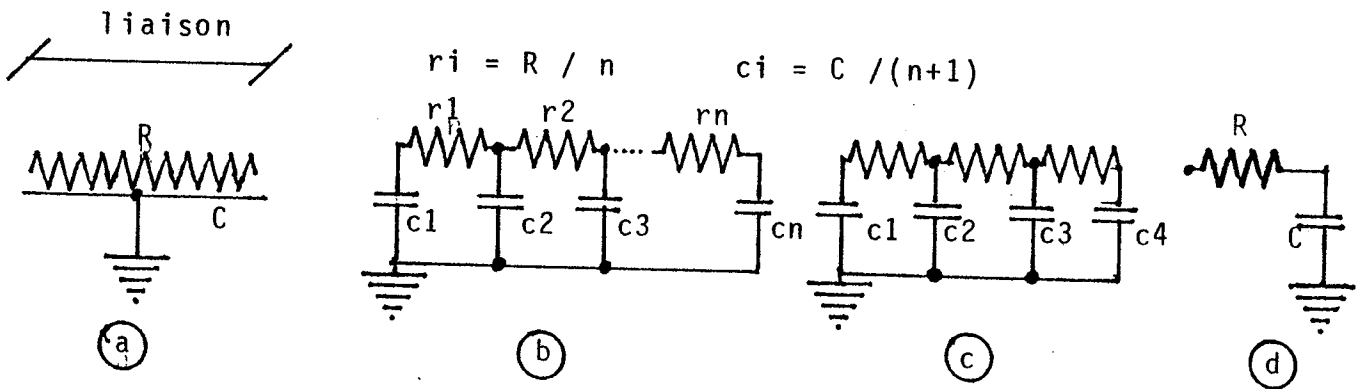 liaison
ri = R / n ci = C /(n+1)
r1 r2 rn
R
R
C
c1 c2 c3 cn
c1 c2 c3 c4
C
a b c d